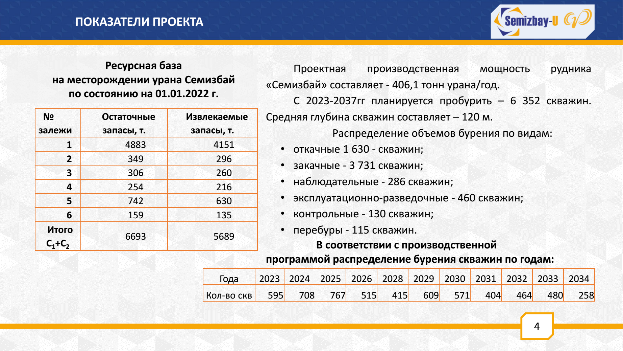 ПОКАЗАТЕЛИ ПРОЕКТА
Semizbay-U
Ресурсная база
на месторождении урана Семизбай
по состоянию на 01.01.2022 г.
№ залежи Остаточные запасы, т. Извлекаемые запасы, т.
1 4883 4151
2 349 296
3 306 260
4 254 216
5 742 630
6 159 135
Итого С1+С2 6693 5689
Проектная производственная мощность рудника
«Семизбай» составляет - 406,1 тонн урана/год.
С 2023-2037гг планируется пробурить – 6 352 скважин.
Средняя глубина скважин составляет – 120 м.
Распределение объемов бурения по видам:
• откачные 1 630 - скважин;
• закачные - 3 731 скважин;
• наблюдательные - 286 скважин;
• эксплуатационно-разведочные - 460 скважин;
• контрольные - 130 скважин;
• перебуры - 115 скважин.
В соответствии с производственной
программой распределение бурения скважин по годам:
Года 2023 2024 2025 2026 2028 2029 2030 2031 2032 2033 2034
Кол-во скв 595 708 767 515 415 609 571 404 464 480 258
4